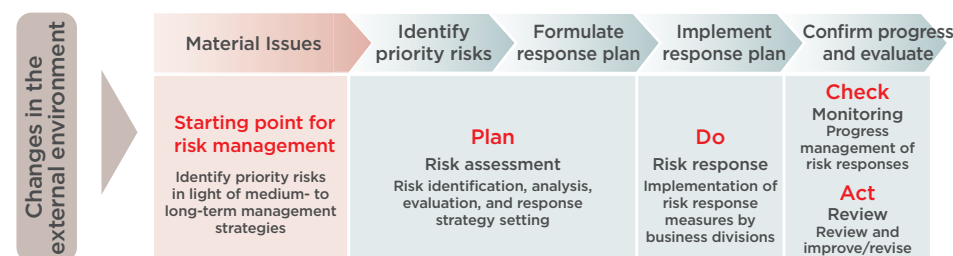 Changes in the
external environment
Material Issues
Identify
priority risks
Formulate
response plan
Implement
response plan
Confirm progress
and evaluate
Starting point for
risk management
Identify priority risks
in light of medium- to
long-term management
strategies
Plan
Risk assessment
Risk identification, analysis,
evaluation, and response
strategy setting
Do
Risk response
Implementation of
risk response
measures by
business divisions
Check
Monitoring
Progress
management of
risk responses
Act
Review
Review and
improve/revise